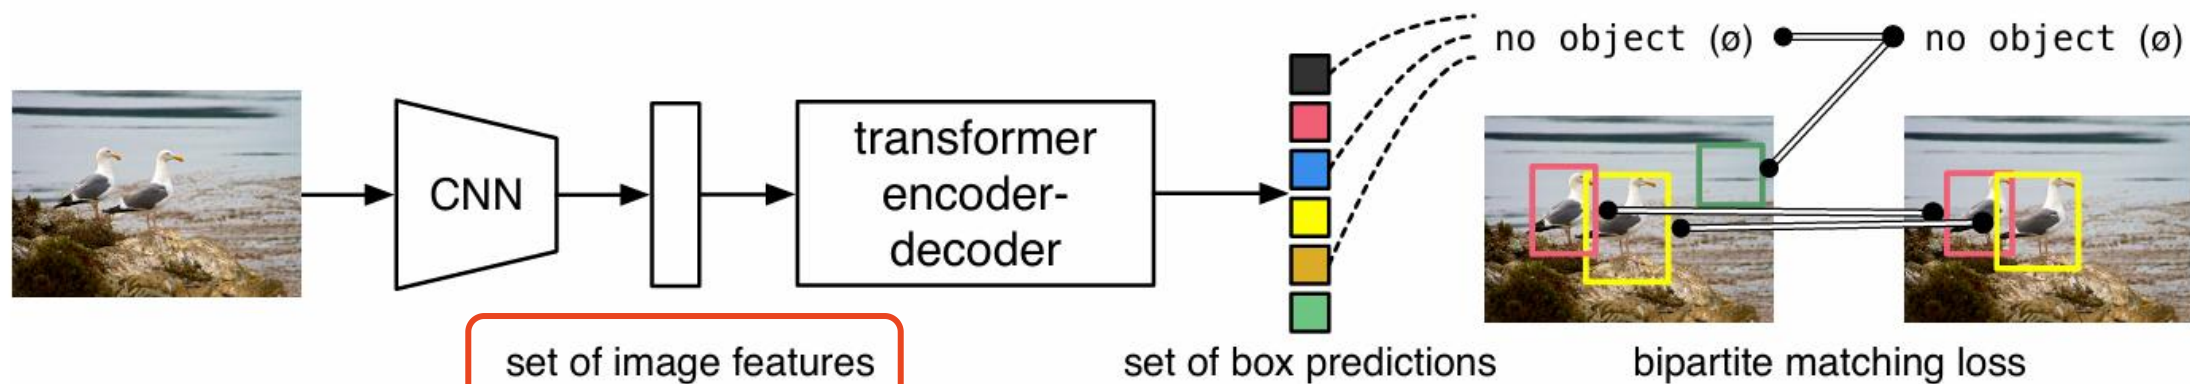 CNN
transformer
encoder-
decoder
no object (ø)
no object (ø)
set of image features
set of box predictions
bipartite matching loss